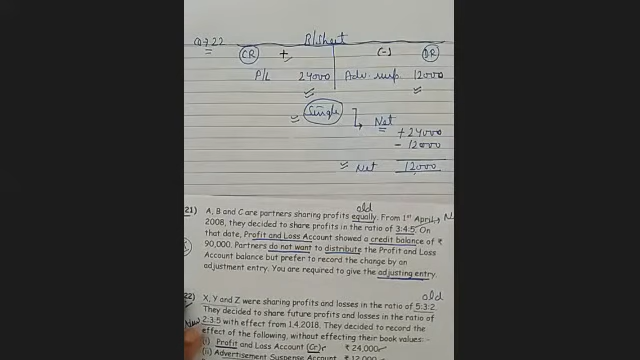 Q.22 B/Sheet
CR + (-) DR
P/L 24000 Adv. susp. 12000
Single Net
+ 24000
- 12000
Net 12,000
old
21) A, B and C are partners sharing profits equally. From 1st April,
2008, they decided to share profits in the ratio of 3:4:5. On
that date, Profit and Loss Account showed a credit balance of ₹
90,000. Partners do not want to distribute the Profit and Loss
Account balance but prefer to record the change by an
adjustment entry. You are required to give the adjusting entry.
old
22) X, Y and Z were sharing profits and losses in the ratio of 5:3:2.
They decided to share future profits and losses in the ratio of
New 2:3:5 with effect from 1.4.2018. They decided to record the
effect of the following, without effecting their book values: -
(i) Profit and Loss Account (Cr) ₹ 24,000
(ii) Advertisement Suspense Account ₹ 12,000